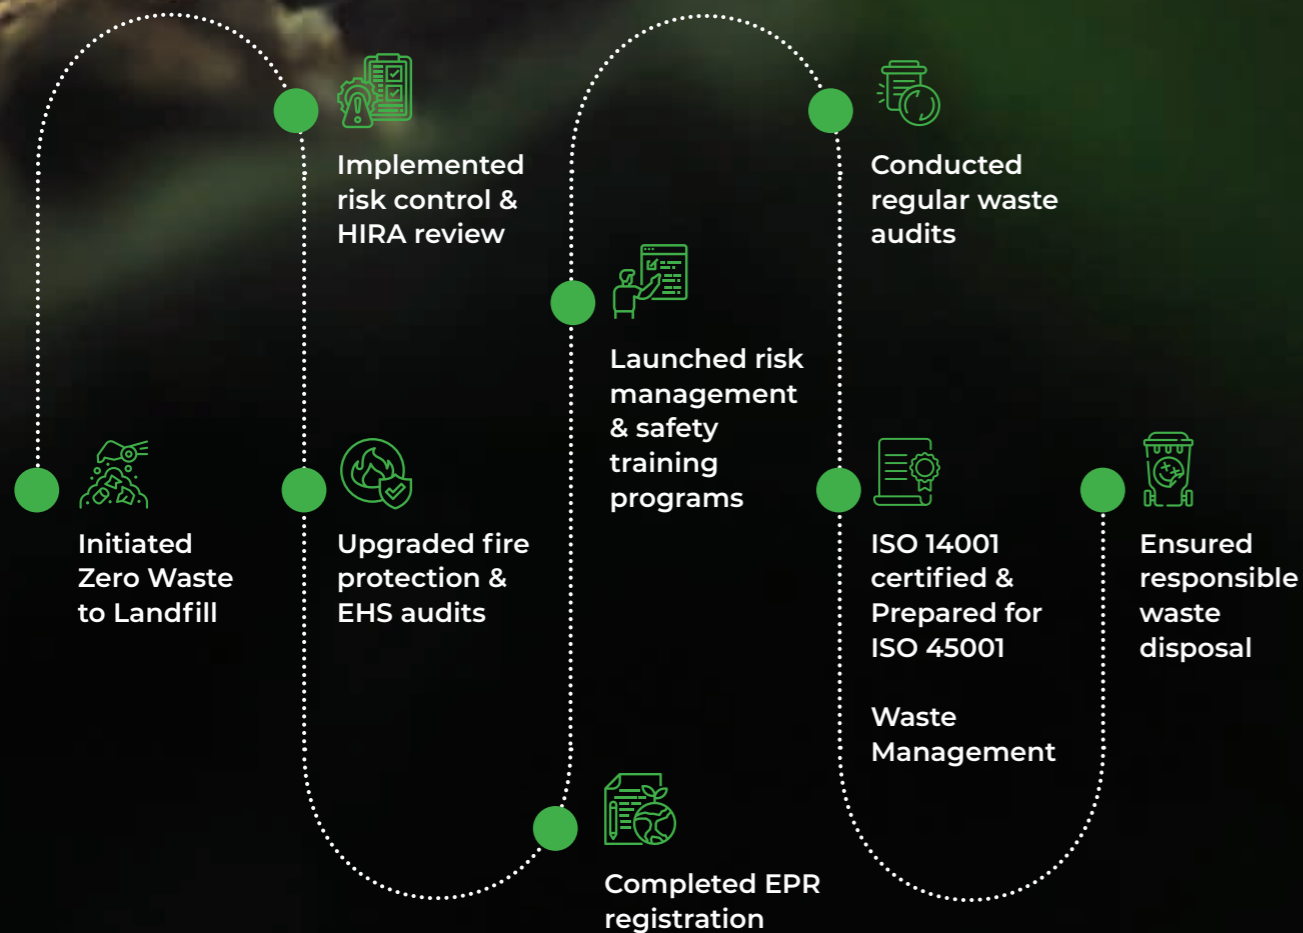 Initiated
Zero Waste
to Landfill
Implemented
risk control &
HIRA review
Upgraded fire
protection &
EHS audits
Completed EPR
registration
Launched risk
management
& safety
training
programs
Conducted
regular waste
audits
ISO 14001
certified &
Prepared for
ISO 45001
Waste
Management
Ensured
responsible
waste
disposal